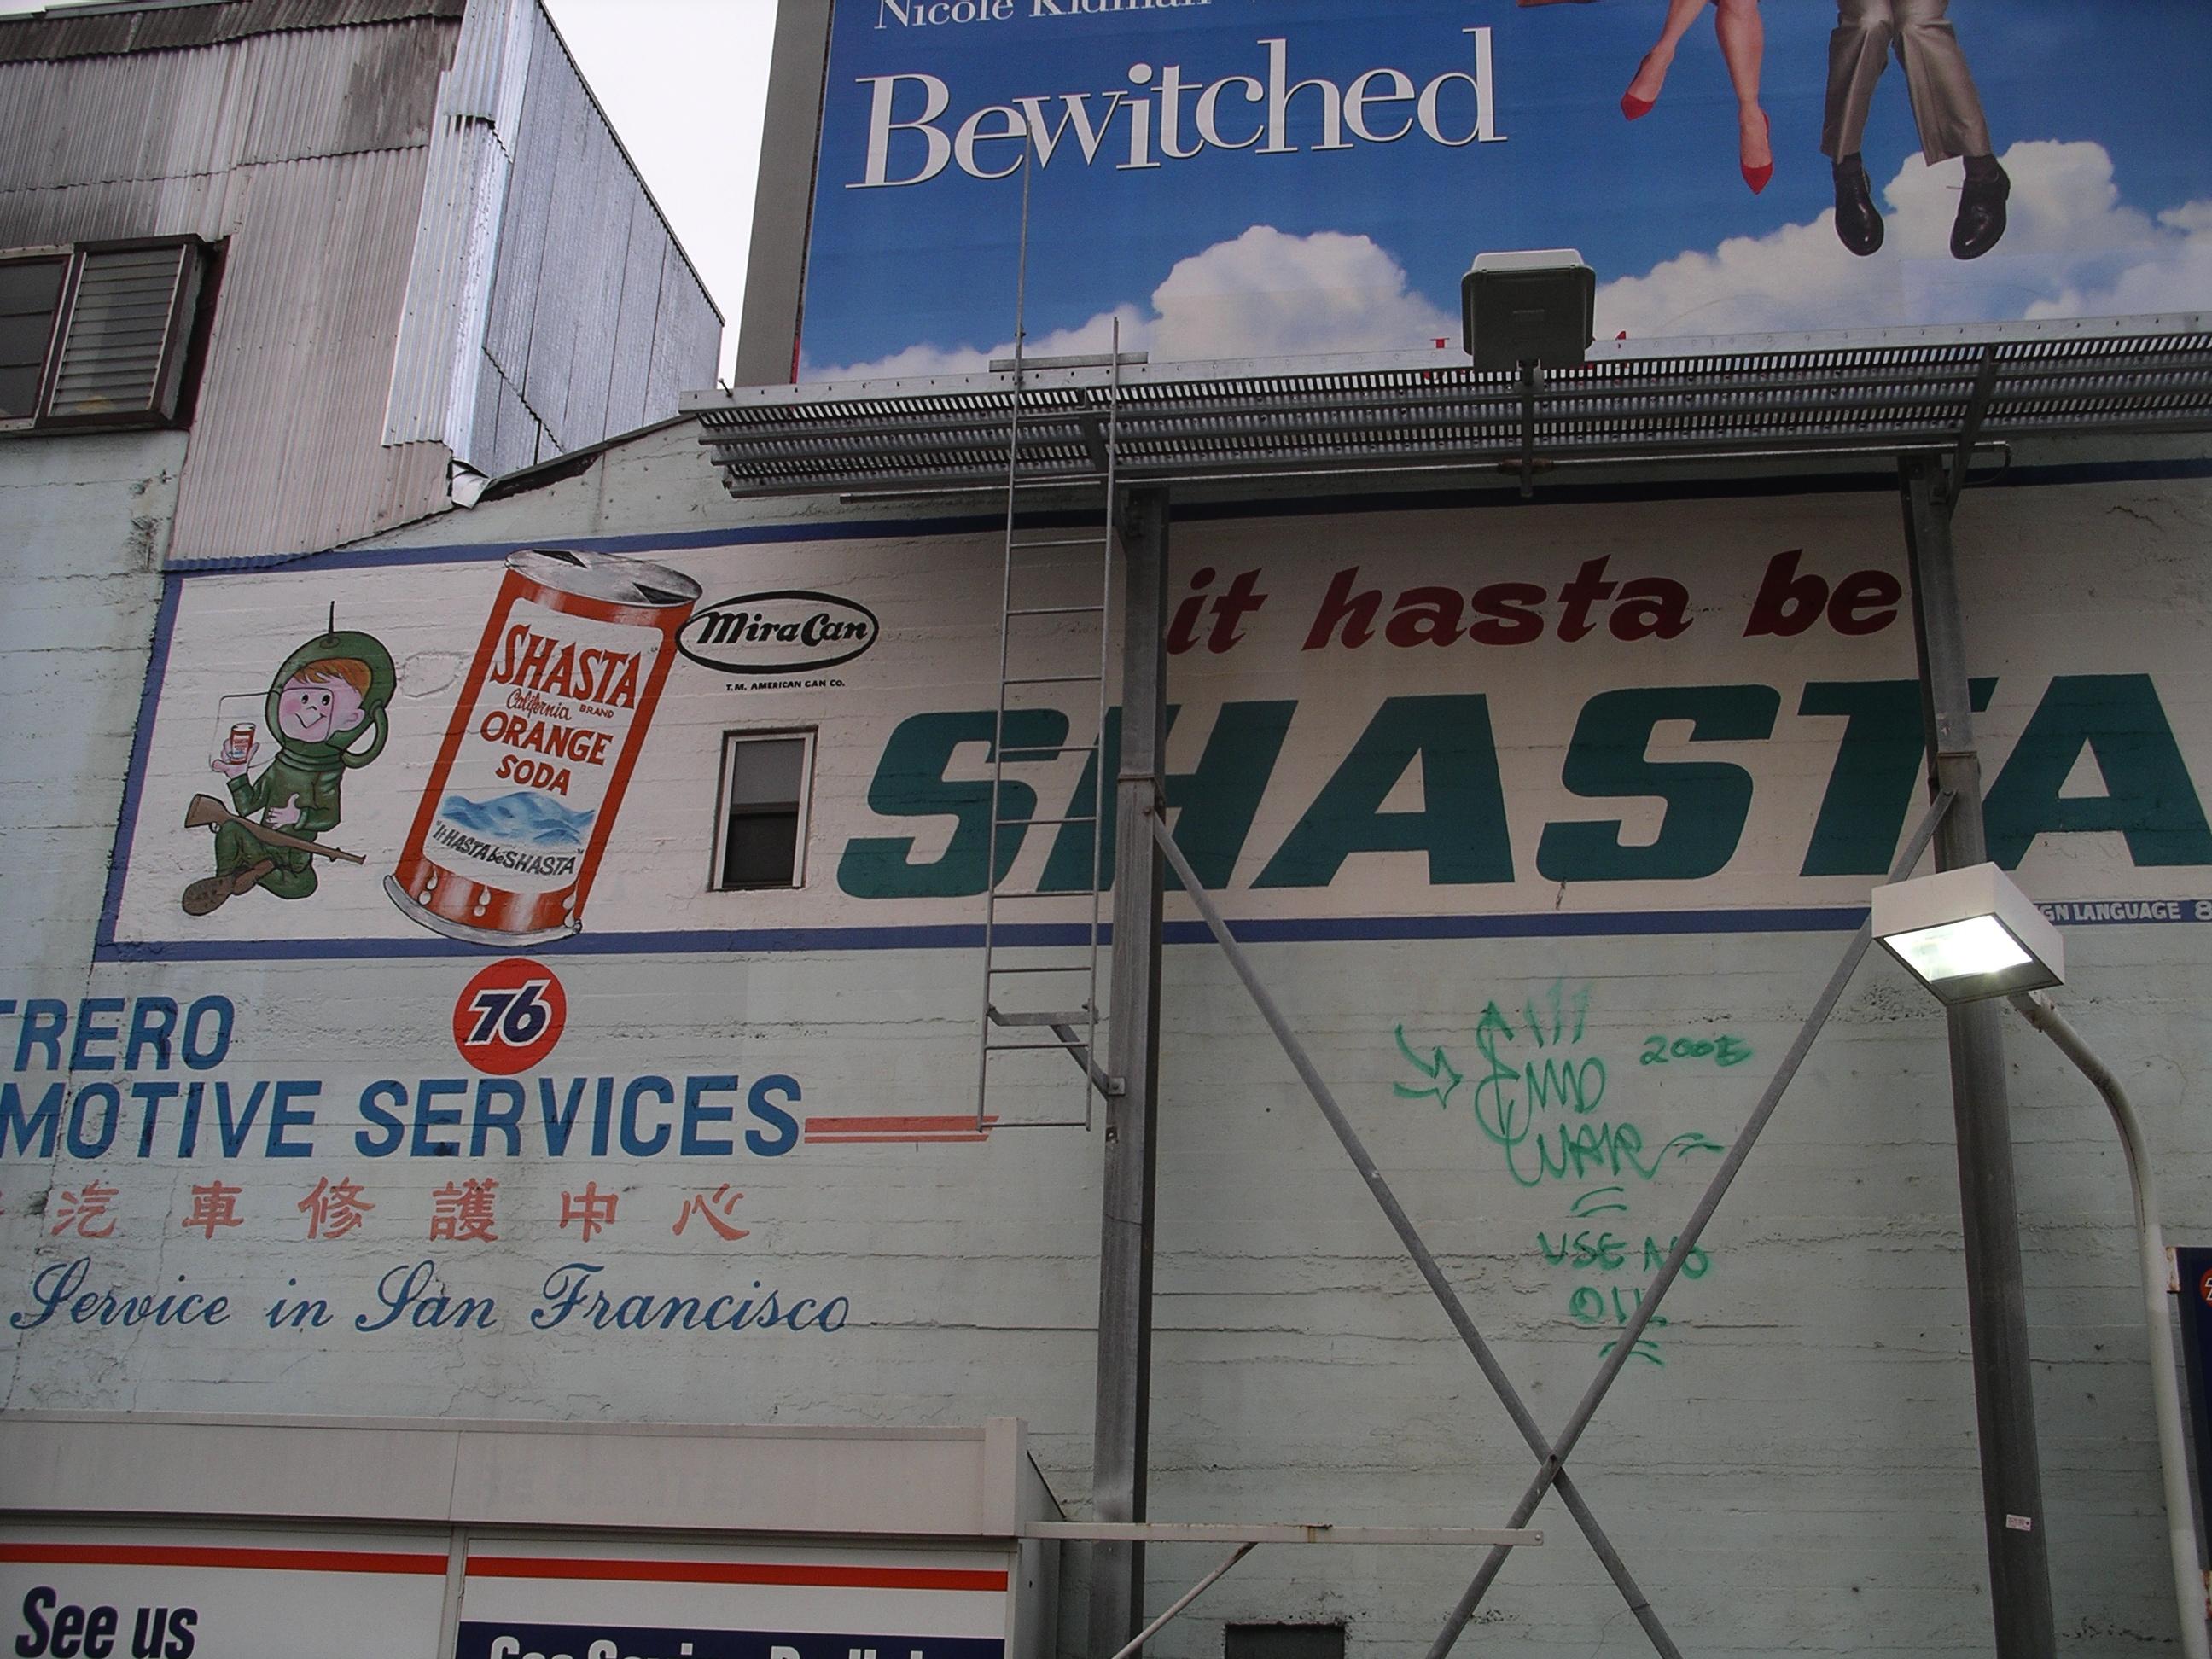 Nicole Kidman
Bewitched
it hasta be
SHASTA
MiraCan
T.M. AMERICAN CAN CO.
SHASTA
California BRAND
ORANGE
SODA
"It HASTA be SHASTA"
GN LANGUAGE 8
TRERO
76
MOTIVE SERVICES
汽車修護中心
Service in San Francisco
2005
WAR
USE NO
OIL
See us